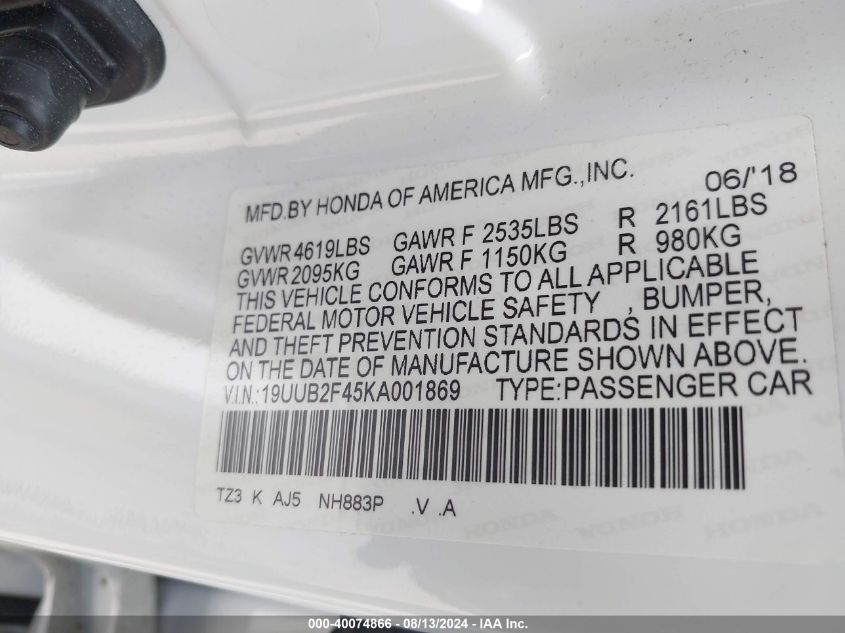 MFD.BY HONDA OF AMERICA MFG.,INC. 06/'18
GVWR 4619LBS GAWR F 2535LBS R 2161LBS
GVWR 2095KG GAWR F 1150KG R 980KG
THIS VEHICLE CONFORMS TO ALL APPLICABLE
FEDERAL MOTOR VEHICLE SAFETY , BUMPER,
AND THEFT PREVENTION STANDARDS IN EFFECT
ON THE DATE OF MANUFACTURE SHOWN ABOVE.
V.I.N.:19UUB2F45KA001869 TYPE:PASSENGER CAR
TZ3 K AJ5 NH883P .V .A
HONDA HONDA HONDA
000-40074866 - 08/13/2024 - IAA Inc.